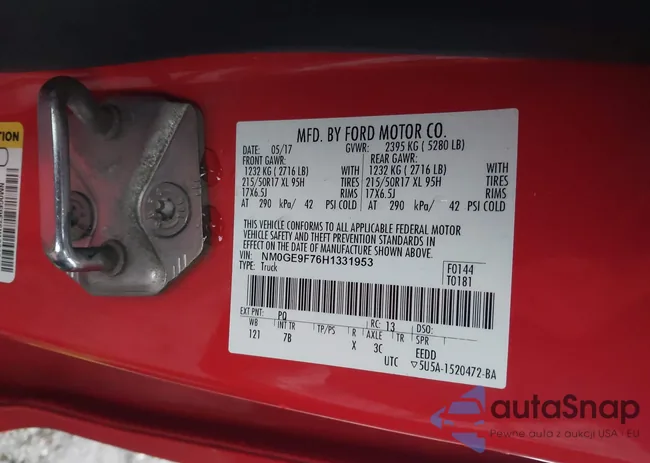 TION
MFD. BY FORD MOTOR CO.
DATE: 05/17 GVWR: 2395 KG ( 5280 LB)
FRONT GAWR: REAR GAWR:
1232 KG ( 2716 LB) WITH 1232 KG ( 2716 LB) WITH
215/50R17 XL 95H TIRES 215/50R17 XL 95H TIRES
17X6.5J RIMS 17X6.5J RIMS
AT 290 kPa/ 42 PSI COLD AT 290 kPa/ 42 PSI COLD
THIS VEHICLE CONFORMS TO ALL APPLICABLE FEDERAL MOTOR
VEHICLE SAFETY AND THEFT PREVENTION STANDARDS IN
EFFECT ON THE DATE OF MANUFACTURE SHOWN ABOVE.
VIN: NM0GE9F76H1331953
TYPE: Truck
F0144
T0181
EXT PNT: PQ RC: 13 DSO:
WB INT TR TP/PS R AXLE TR SPR
121 7B X 3C EEDD
UTC ▽5U5A-1520472-BA
autaSnap
Pewne auta z aukcji USA - EU